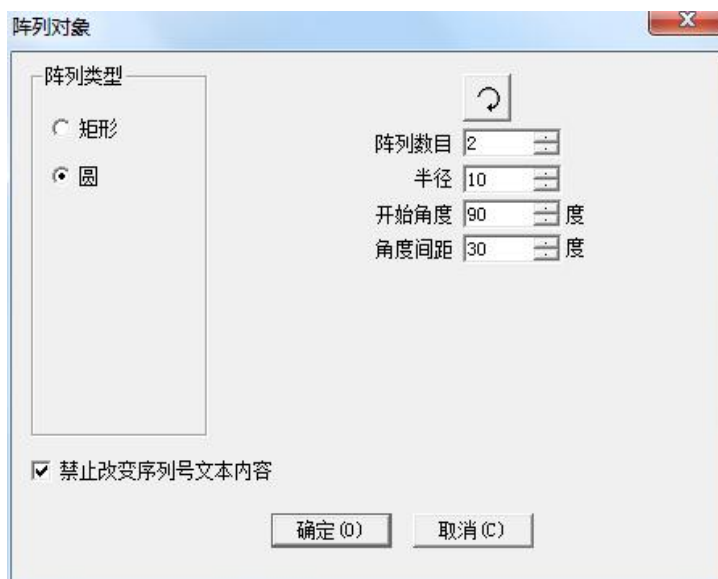 阵列对象
阵列类型
矩形
圆
阵列数目 2
半径 10
开始角度 90 度
角度间距 30 度
禁止改变序列号文本内容
确定(O) 取消(C)